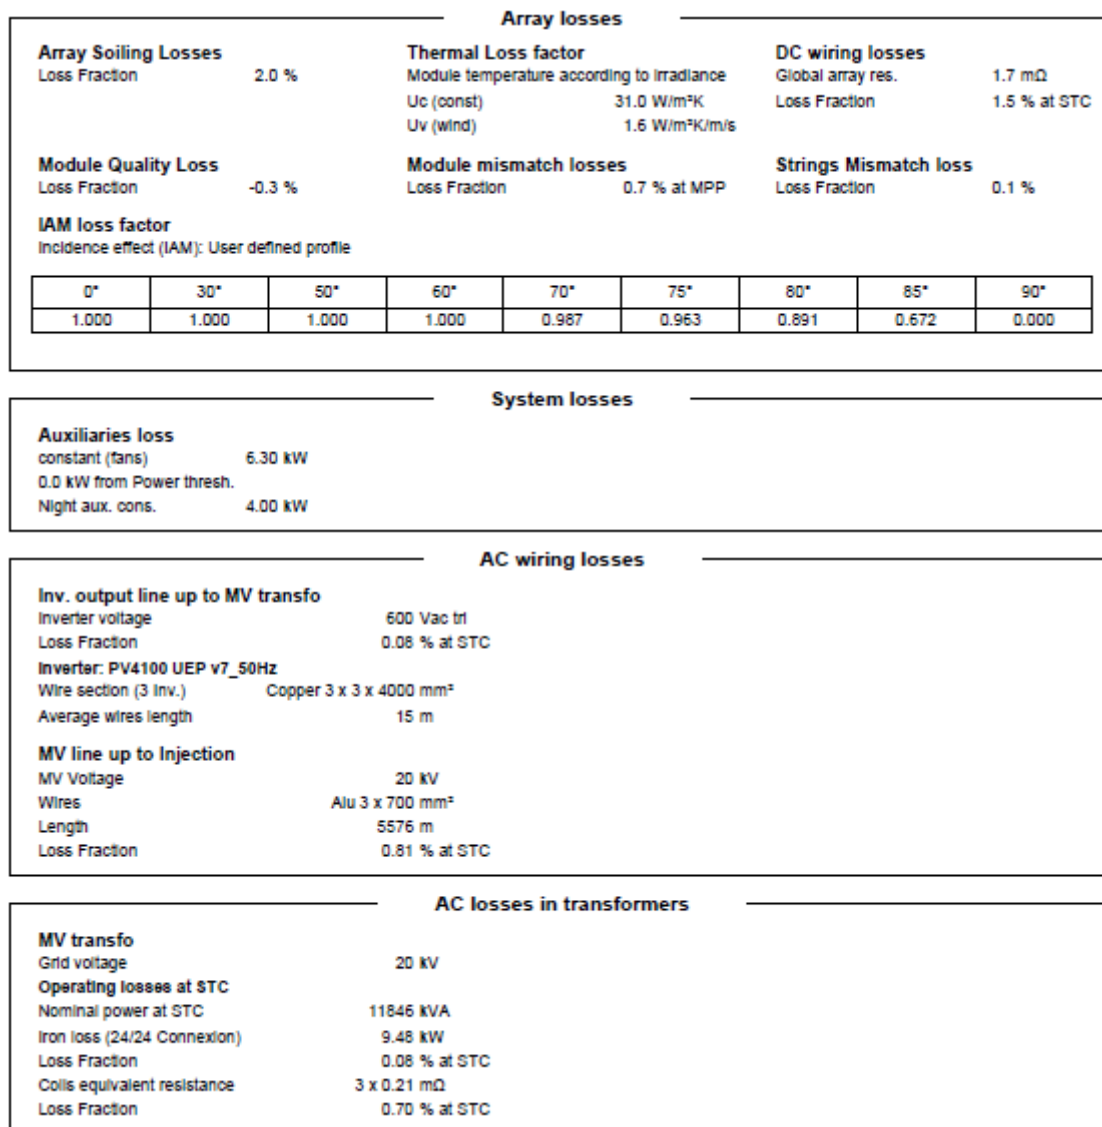 Array losses
Array Soiling Losses
Loss Fraction 2.0 %
Thermal Loss factor
Module temperature according to irradiance
Uc (const) 31.0 W/m²K
Uv (wind) 1.6 W/m²K/m/s
DC wiring losses
Global array res. 1.7 mΩ
Loss Fraction 1.5 % at STC
Module Quality Loss
Loss Fraction -0.3 %
Module mismatch losses
Loss Fraction 0.7 % at MPP
Strings Mismatch loss
Loss Fraction 0.1 %
IAM loss factor
Incidence effect (IAM): User defined profile
0° 30° 50° 60° 70° 75° 80° 85° 90°
1.000 1.000 1.000 1.000 0.987 0.963 0.891 0.672 0.000
System losses
Auxiliaries loss
constant (fans) 6.30 kW
0.0 kW from Power thresh.
Night aux. cons. 4.00 kW
AC wiring losses
Inv. output line up to MV transfo
Inverter voltage 600 Vac tri
Loss Fraction 0.08 % at STC
Inverter: PV4100 UEP v7_50Hz
Wire section (3 Inv.) Copper 3 x 3 x 4000 mm²
Average wires length 15 m
MV line up to Injection
MV Voltage 20 kV
Wires Alu 3 x 700 mm²
Length 5576 m
Loss Fraction 0.81 % at STC
AC losses in transformers
MV transfo
Grid voltage 20 kV
Operating losses at STC
Nominal power at STC 11846 kVA
Iron loss (24/24 Connexion) 9.48 kW
Loss Fraction 0.08 % at STC
Coils equivalent resistance 3 x 0.21 mΩ
Loss Fraction 0.70 % at STC